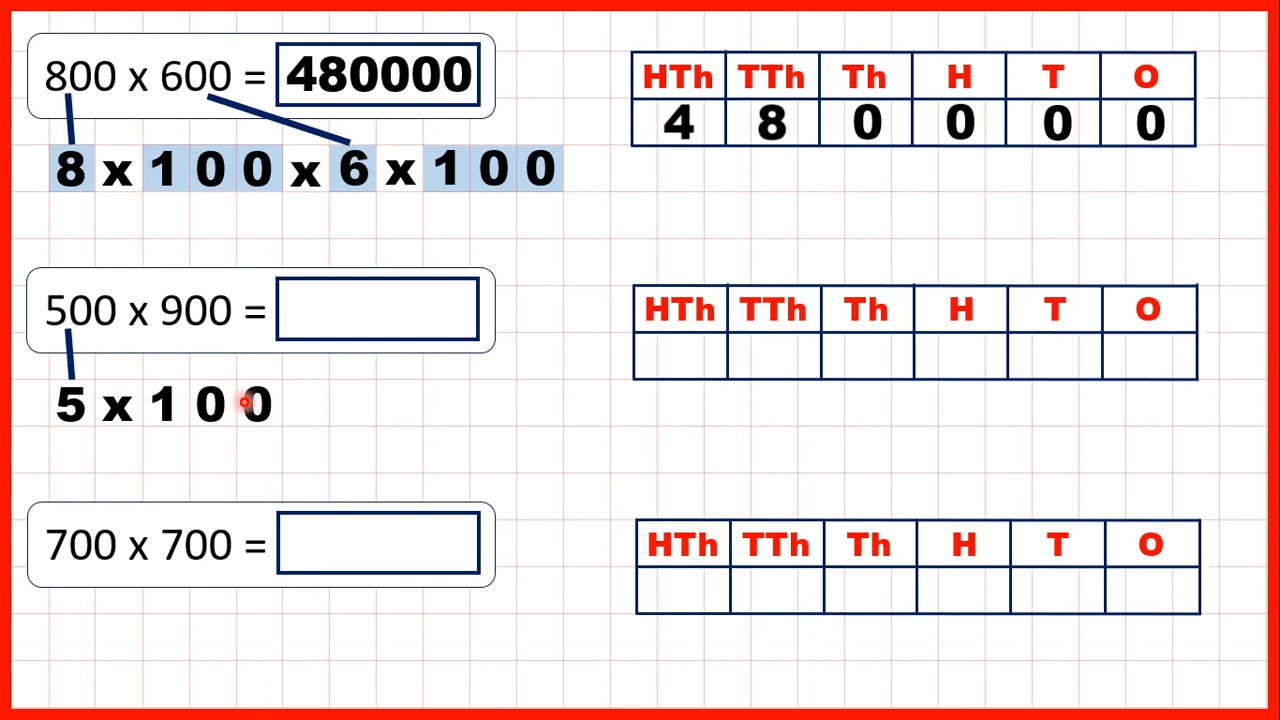 800 x 600 = 480000
HTh TTh Th H T O
4 8 0 0 0 0
8 x 1 0 0 x 6 x 1 0 0
500 x 900 =
HTh TTh Th H T O
5 x 1 0 0
700 x 700 =
HTh TTh Th H T O